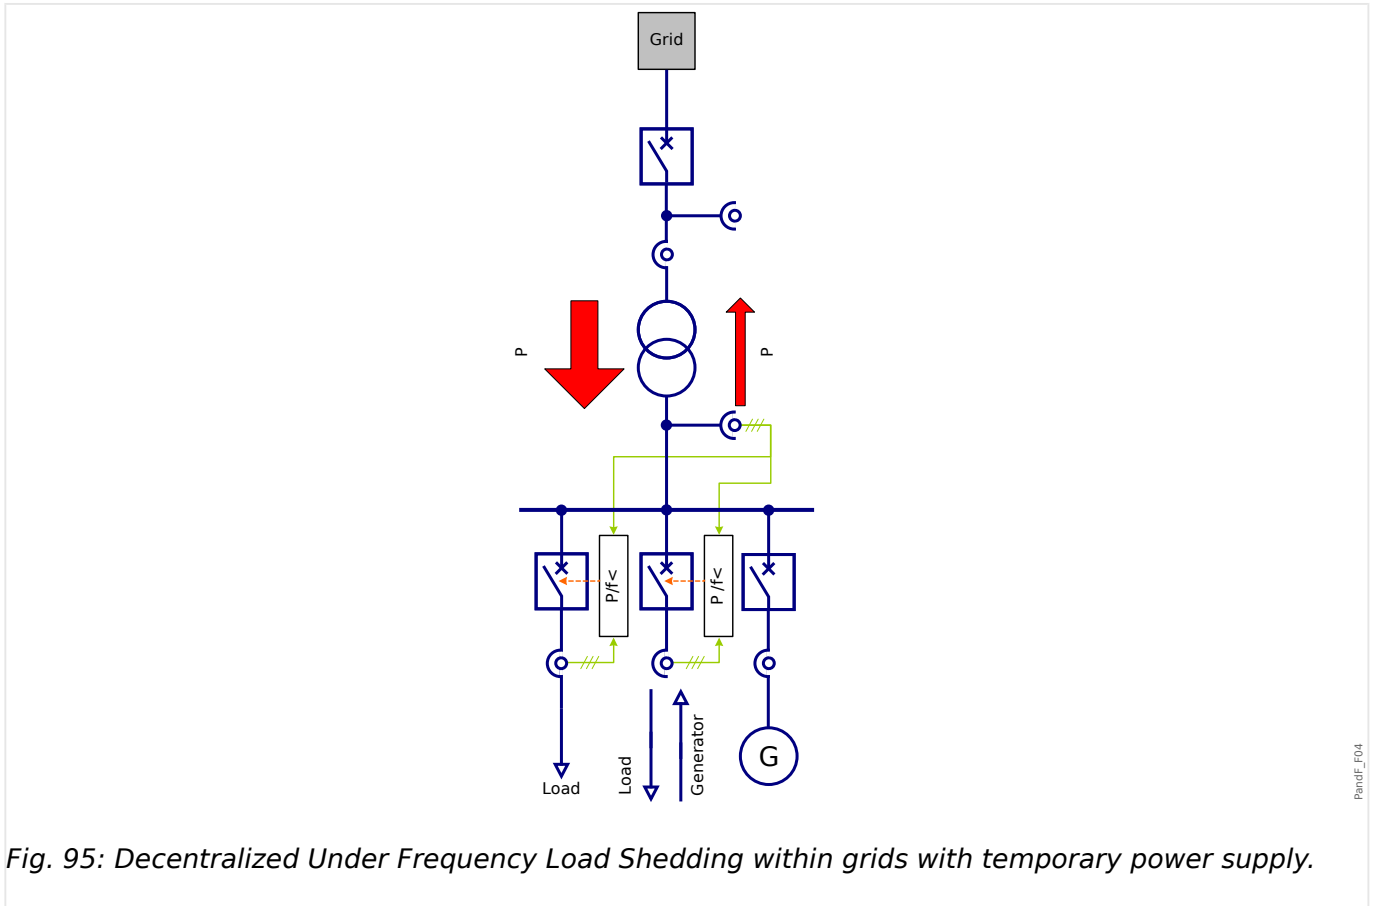 Grid
P
P
P/f<
P /f<
Load
Load
Generator
G
PandF_F04
Fig. 95: Decentralized Under Frequency Load Shedding within grids with temporary power supply.